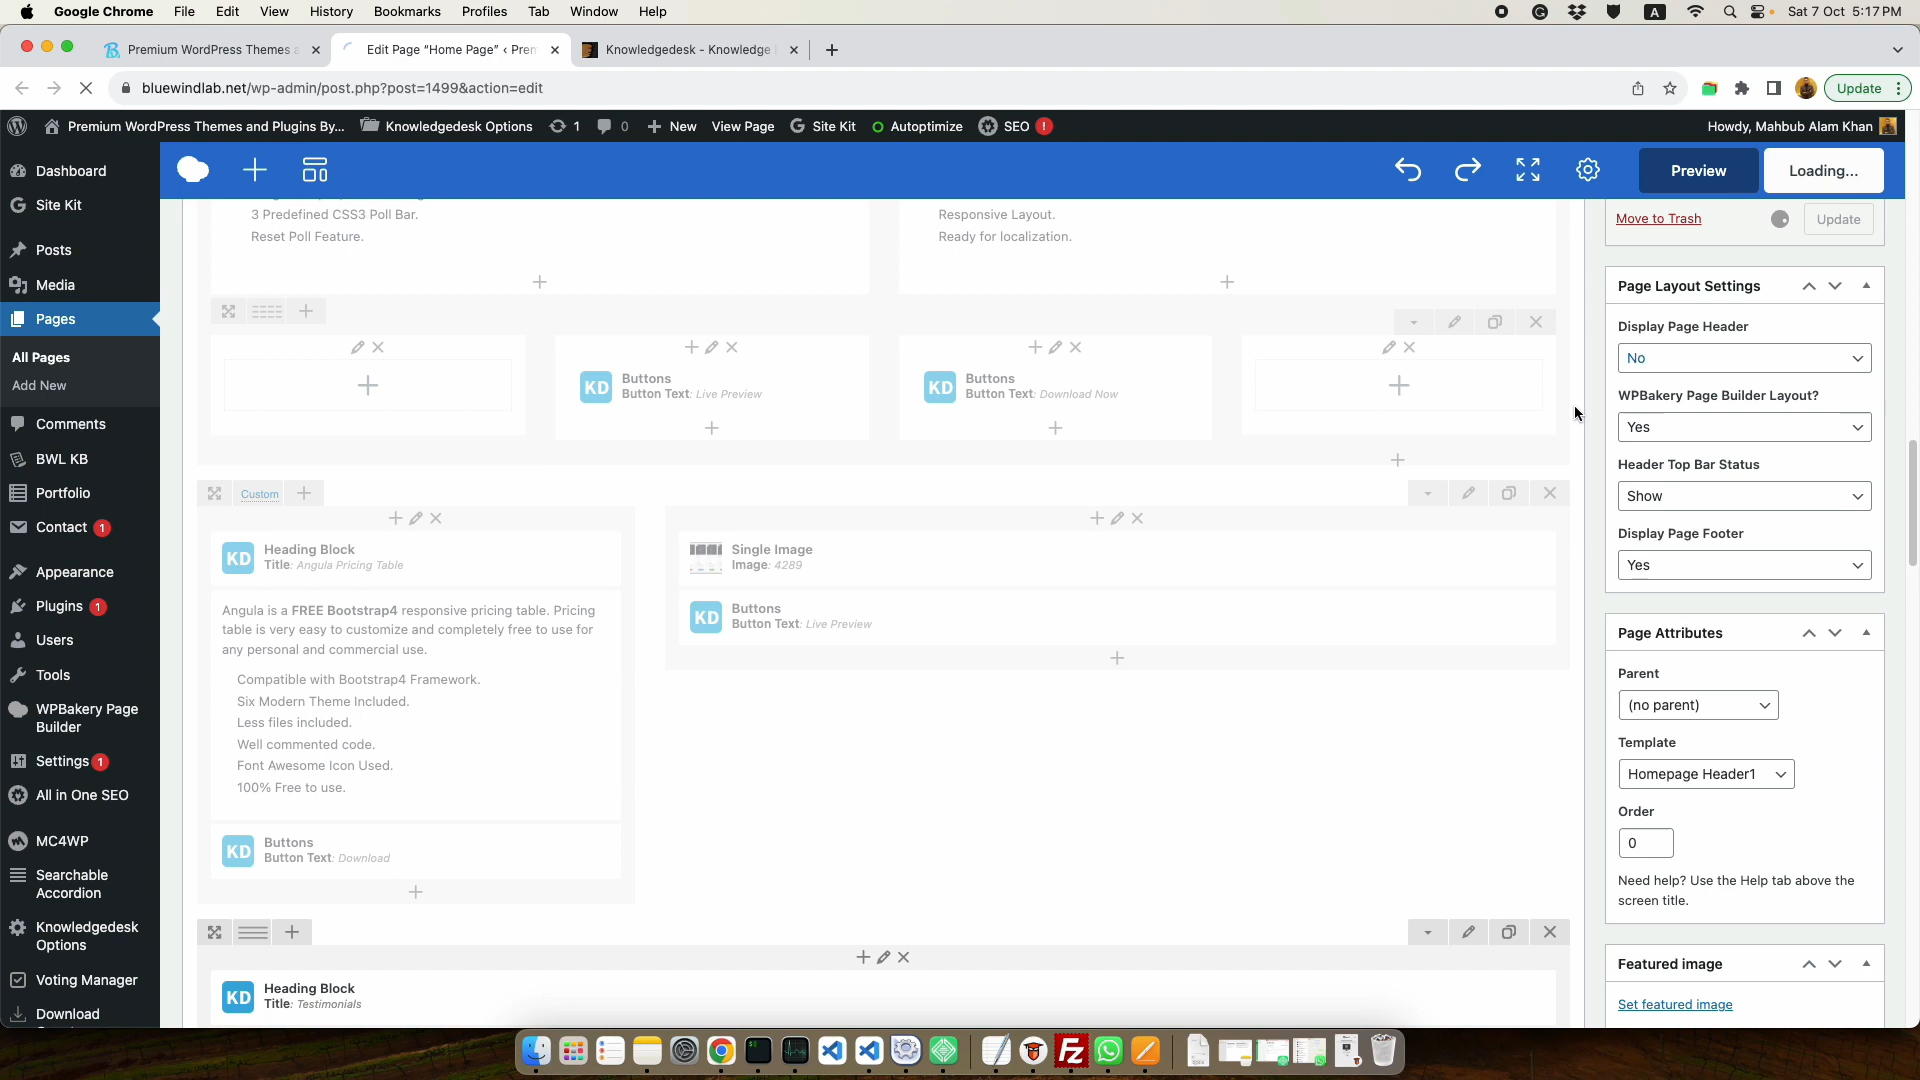 Google Chrome File Edit View History Bookmarks Profiles Tab Window Help A Sat 7 Oct 5:17 PM
Premium WordPress Themes a
Edit Page "Home Page" ‹ Prem
Knowledgedesk - Knowledge
bluewindlab.net/wp-admin/post.php?post=1499&action=edit
Update
Premium WordPress Themes and Plugins By... Knowledgedesk Options 1 0 New View Page Site Kit Autoptimize SEO ! Howdy, Mahbub Alam Khan
Dashboard
Site Kit
Posts
Media
Pages
All Pages
Add New
Comments
BWL KB
Portfolio
Contact 1
Appearance
Plugins 1
Users
Tools
WPBakery Page
Builder
Settings 1
All in One SEO
MC4WP
Searchable
Accordion
Knowledgedesk
Options
Voting Manager
Download
Preview
Loading...
3 Predefined CSS3 Poll Bar.
Reset Poll Feature.
Responsive Layout.
Ready for localization.
KD Buttons
Button Text: Live Preview
KD Buttons
Button Text: Download Now
Custom
KD Heading Block
Title: Angula Pricing Table
Angula is a FREE Bootstrap4 responsive pricing table. Pricing
table is very easy to customize and completely free to use for
any personal and commercial use.
Compatible with Bootstrap4 Framework.
Six Modern Theme Included.
Less files included.
Well commented code.
Font Awesome Icon Used.
100% Free to use.
KD Buttons
Button Text: Download
Single Image
Image: 4289
KD Buttons
Button Text: Live Preview
KD Heading Block
Title: Testimonials
Move to Trash
Update
Page Layout Settings
Display Page Header
No
WPBakery Page Builder Layout?
Yes
Header Top Bar Status
Show
Display Page Footer
Yes
Page Attributes
Parent
(no parent)
Template
Homepage Header1
Order
0
Need help? Use the Help tab above the
screen title.
Featured image
Set featured image
Fz